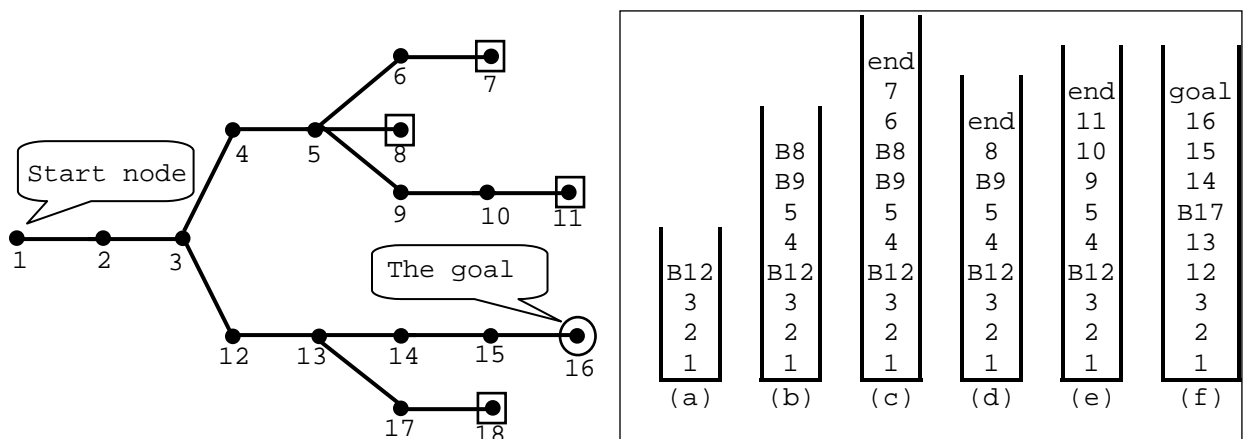 6 7
4 5 8
Start node
9 10 11
1 2 3
The goal
12 13 14 15 16
17 18
end
7 end goal
6 end 11 16
B8 B8 8 10 15
B9 B9 B9 9 14
5 5 5 5 B17
4 4 4 4 13
B12 B12 B12 B12 B12 12
3 3 3 3 3 3
2 2 2 2 2 2
1 1 1 1 1 1
(a) (b) (c) (d) (e) (f)